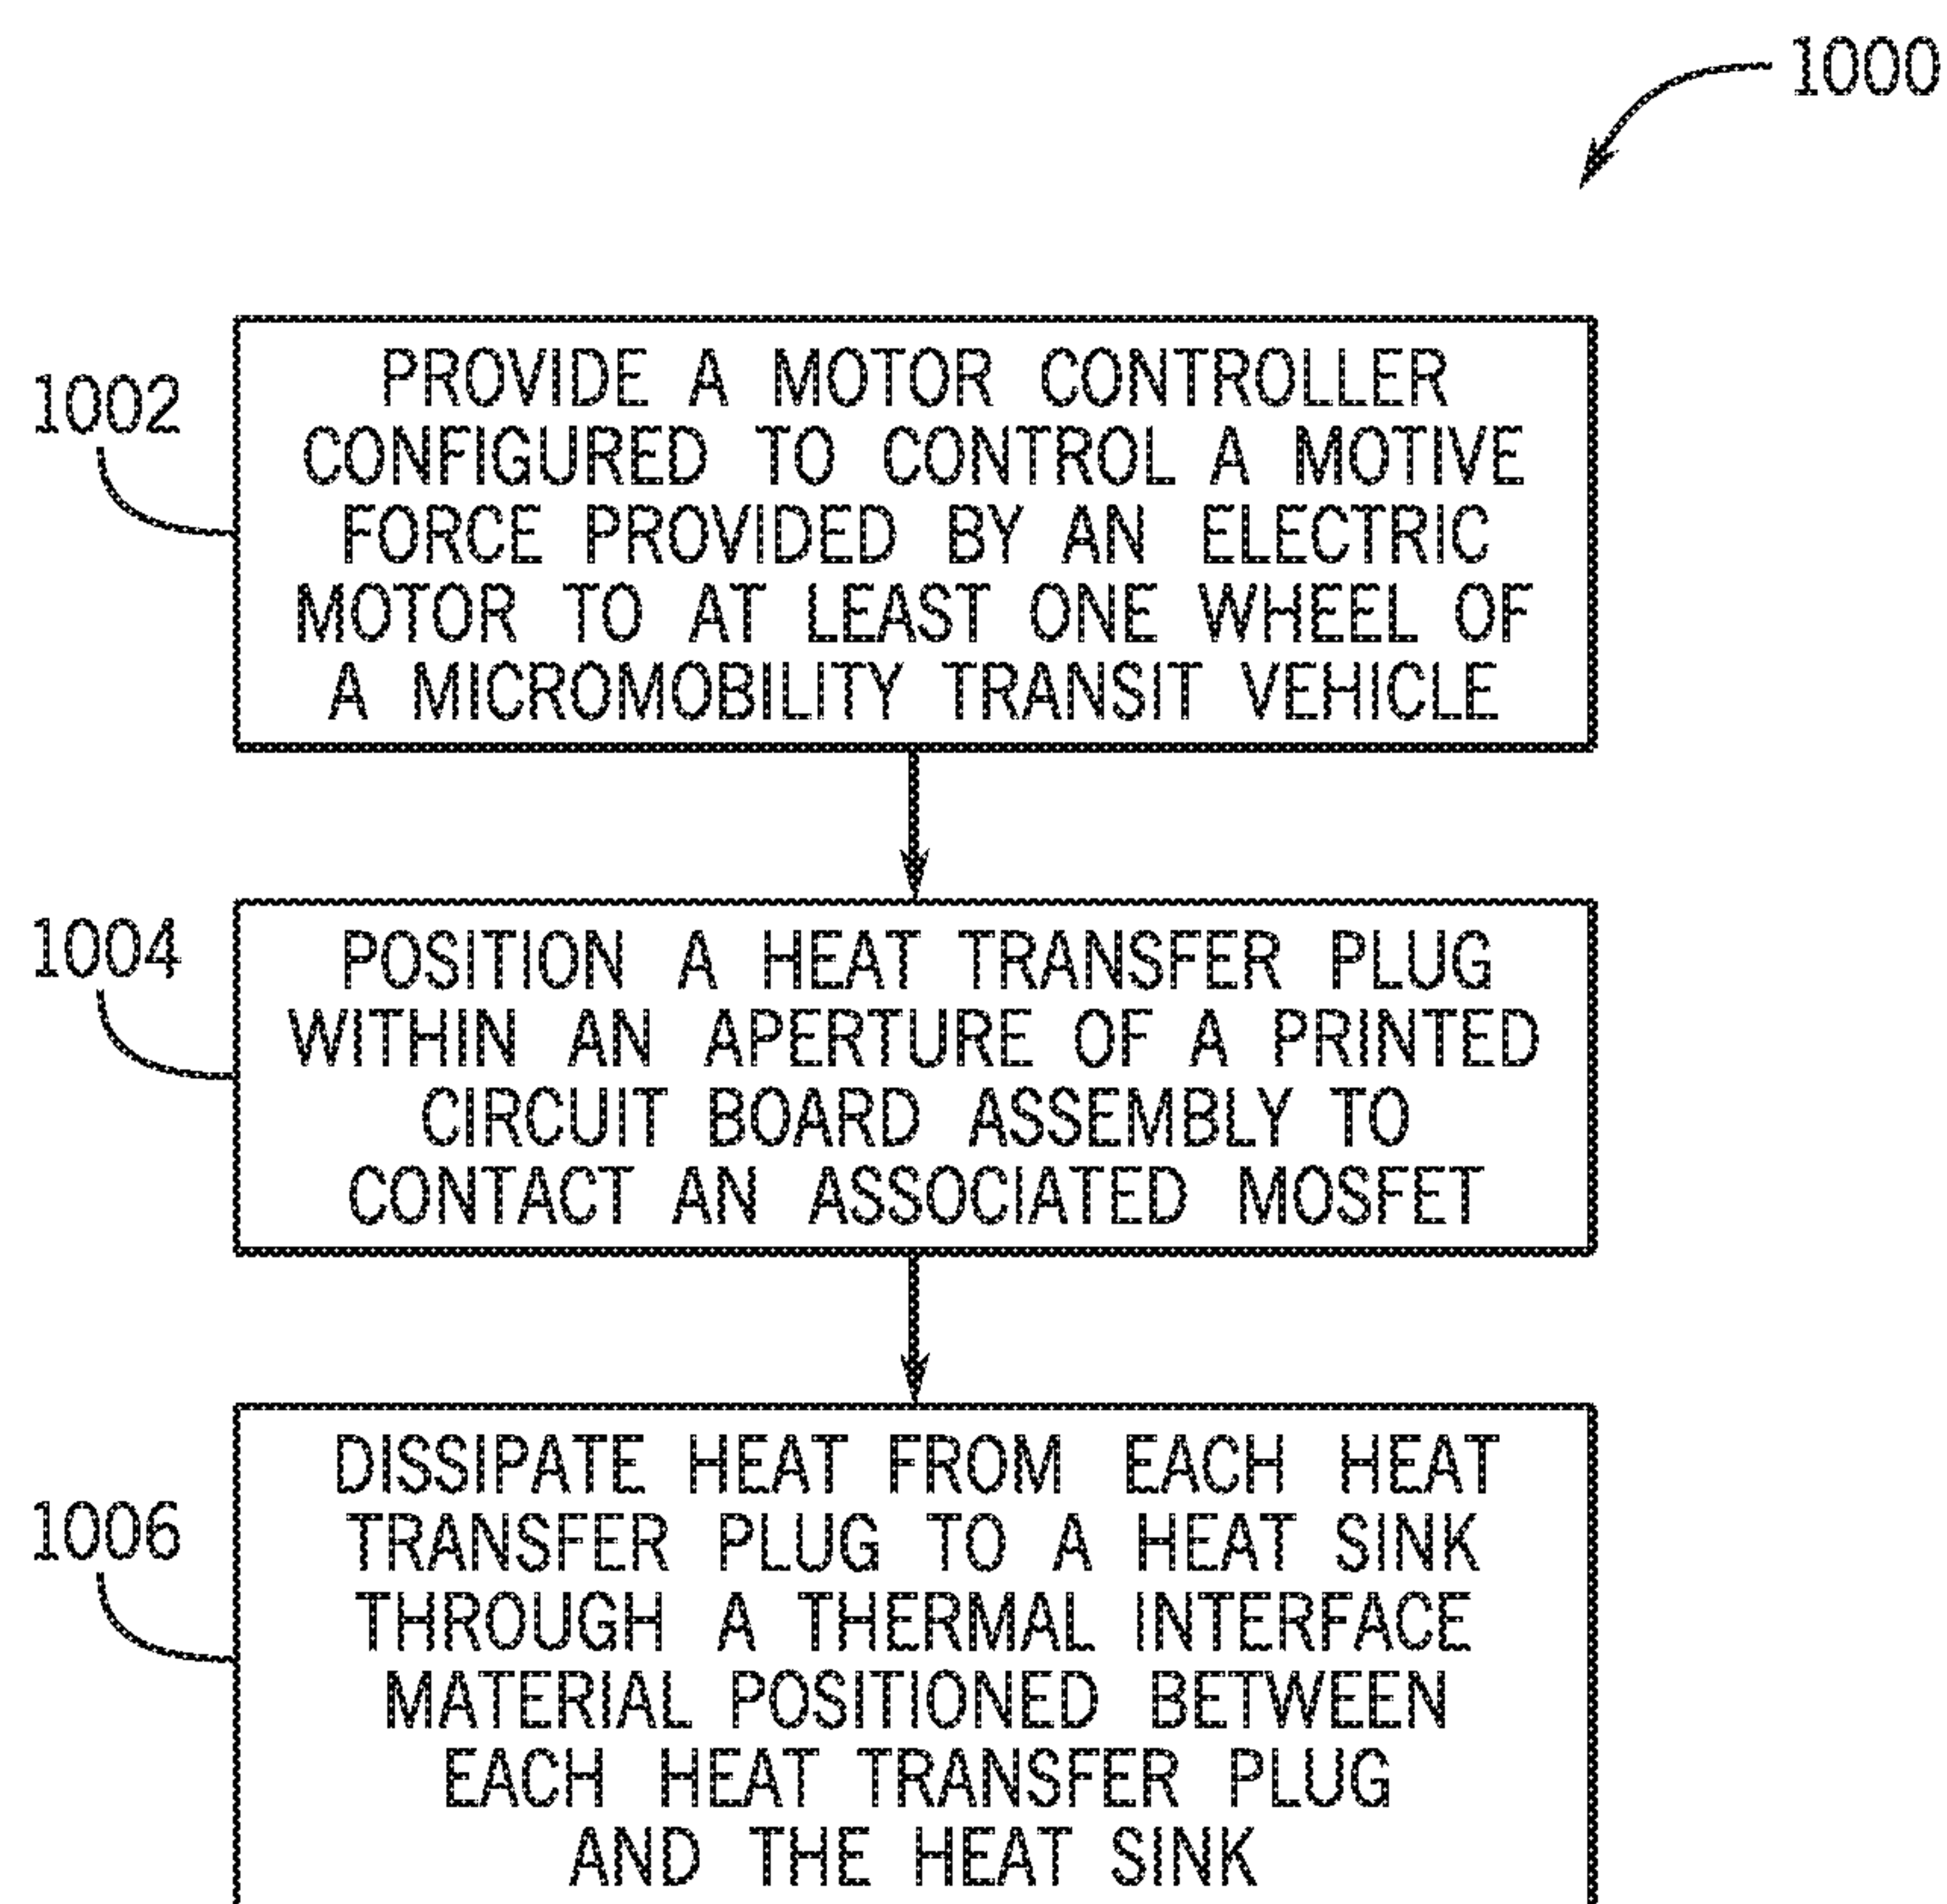 1000
1002
PROVIDE A MOTOR CONTROLLER
CONFIGURED TO CONTROL A MOTIVE
FORCE PROVIDED BY AN ELECTRIC
MOTOR TO AT LEAST ONE WHEEL OF
A MICROMOBILITY TRANSIT VEHICLE
1004
POSITION A HEAT TRANSFER PLUG
WITHIN AN APERTURE OF A PRINTED
CIRCUIT BOARD ASSEMBLY TO
CONTACT AN ASSOCIATED MOSFET
1006
DISSIPATE HEAT FROM EACH HEAT
TRANSFER PLUG TO A HEAT SINK
THROUGH A THERMAL INTERFACE
MATERIAL POSITIONED BETWEEN
EACH HEAT TRANSFER PLUG
AND THE HEAT SINK